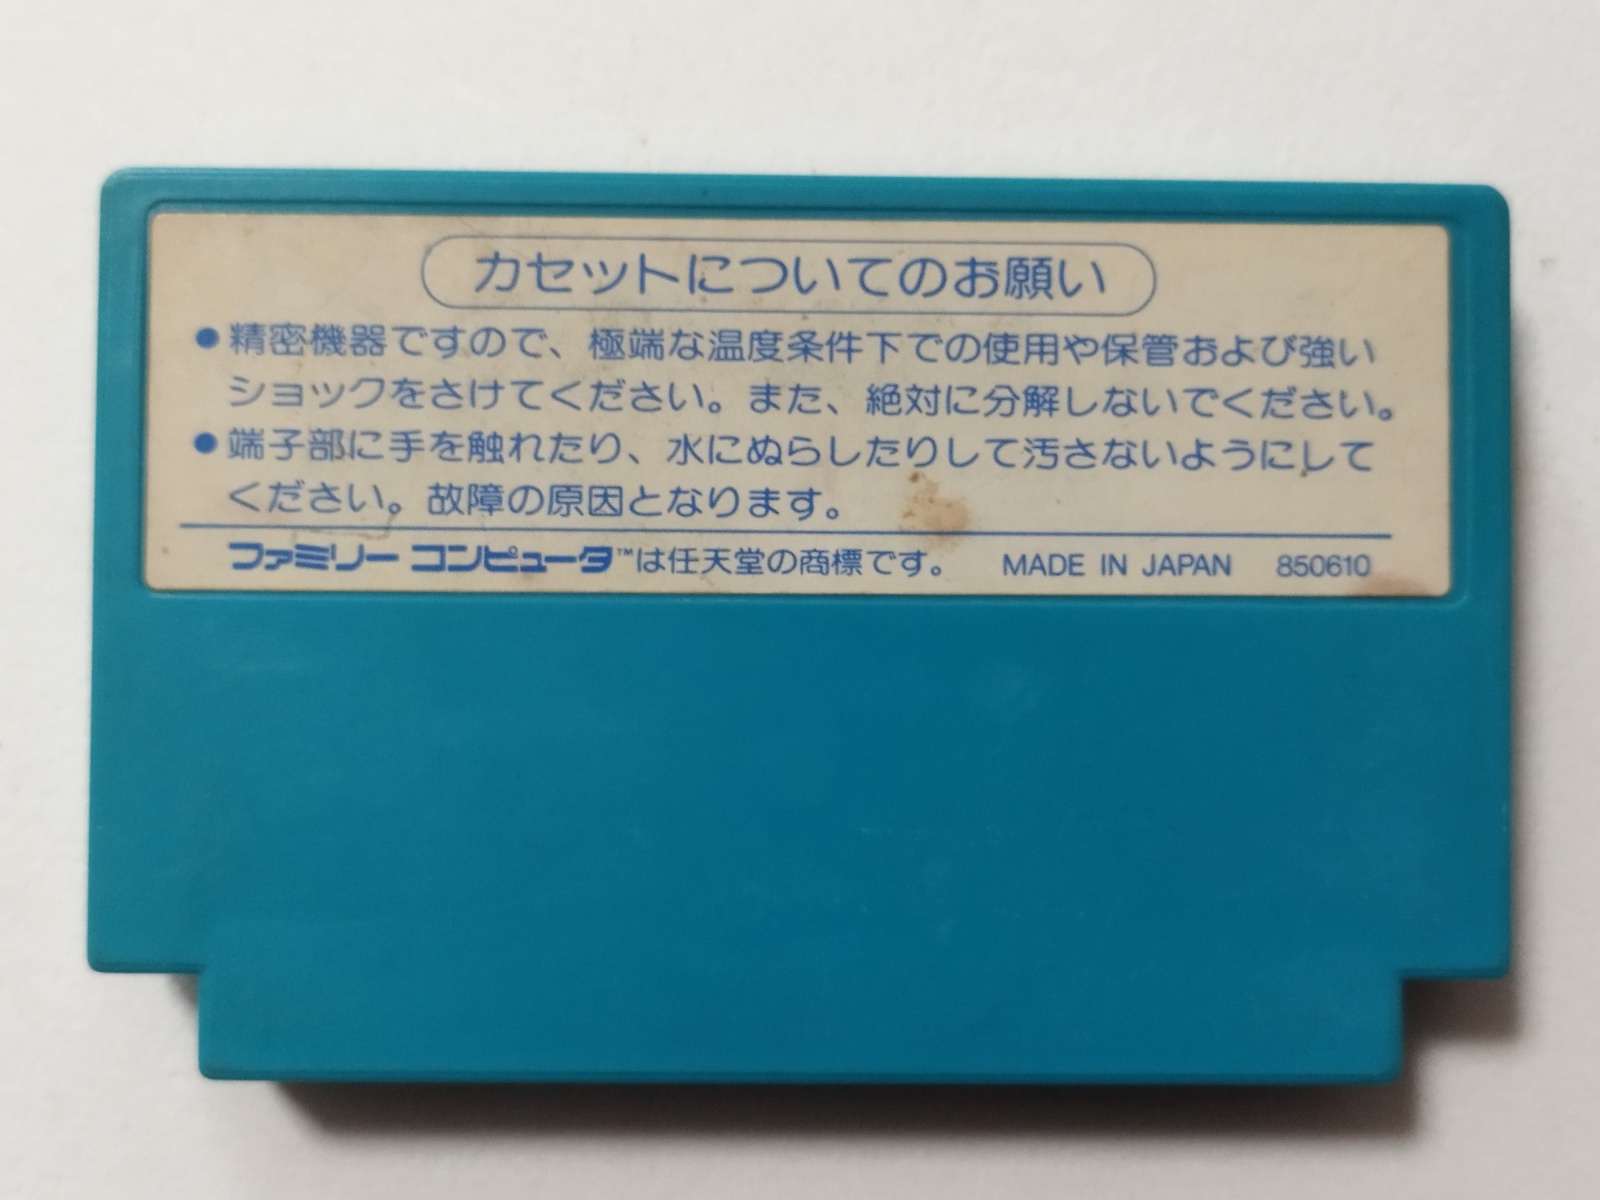 カセットについてのお願い
●精密機器ですので、極端な温度条件下での使用や保管および強い
ショックをさけてください。また、絶対に分解しないでください。
●端子部に手を触れたり、水にぬらしたりして汚さないようにして
ください。故障の原因となります。
ファミリー コンピュータ™は任天堂の商標です。 MADE IN JAPAN 850610